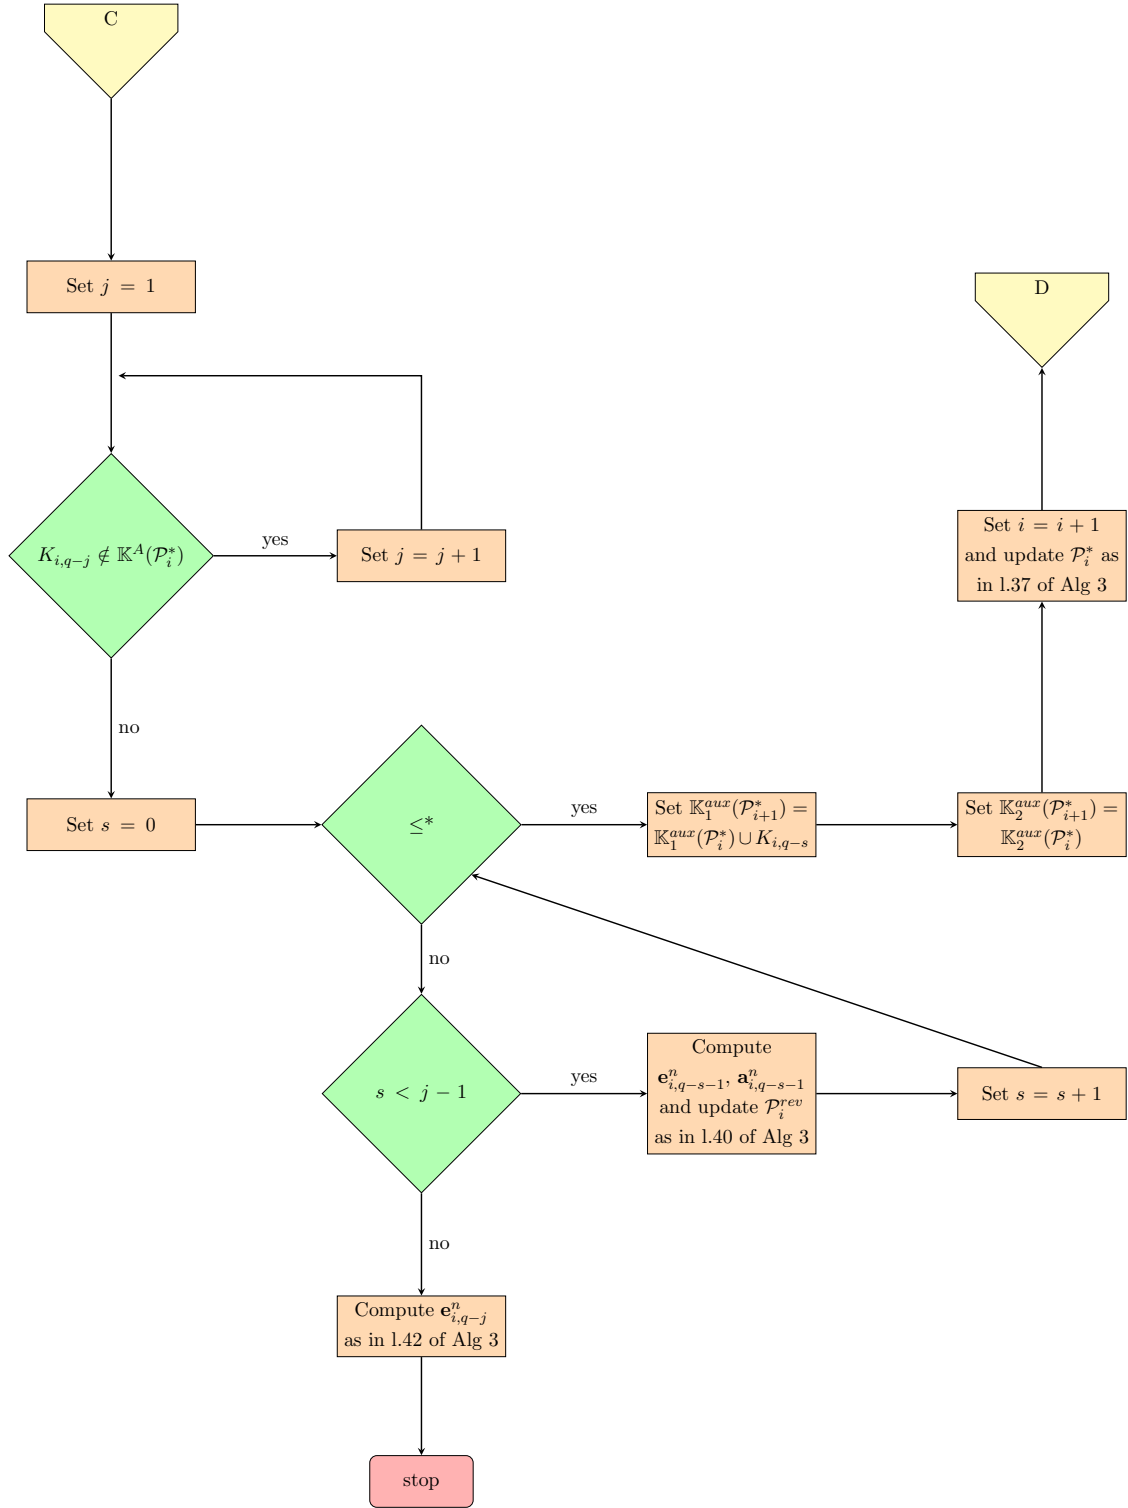 C
Set j = 1
D
K_{i,q−j} ∉ 𝕂^A(𝒫_i^*)
yes
Set j = j + 1
Set i = i + 1
and update 𝒫_i^* as
in l.37 of Alg 3
no
Set s = 0
≤*
yes
Set 𝕂_1^{aux}(𝒫_{i+1}^*) =
𝕂_1^{aux}(𝒫_i^*) ∪ K_{i,q−s}
Set 𝕂_2^{aux}(𝒫_{i+1}^*) =
𝕂_2^{aux}(𝒫_i^*)
no
s < j − 1
yes
Compute
𝐞_{i,q−s−1}^n, 𝐚_{i,q−s−1}^n
and update 𝒫_i^{rev}
as in l.40 of Alg 3
Set s = s + 1
no
Compute 𝐞_{i,q−j}^n
as in l.42 of Alg 3
stop